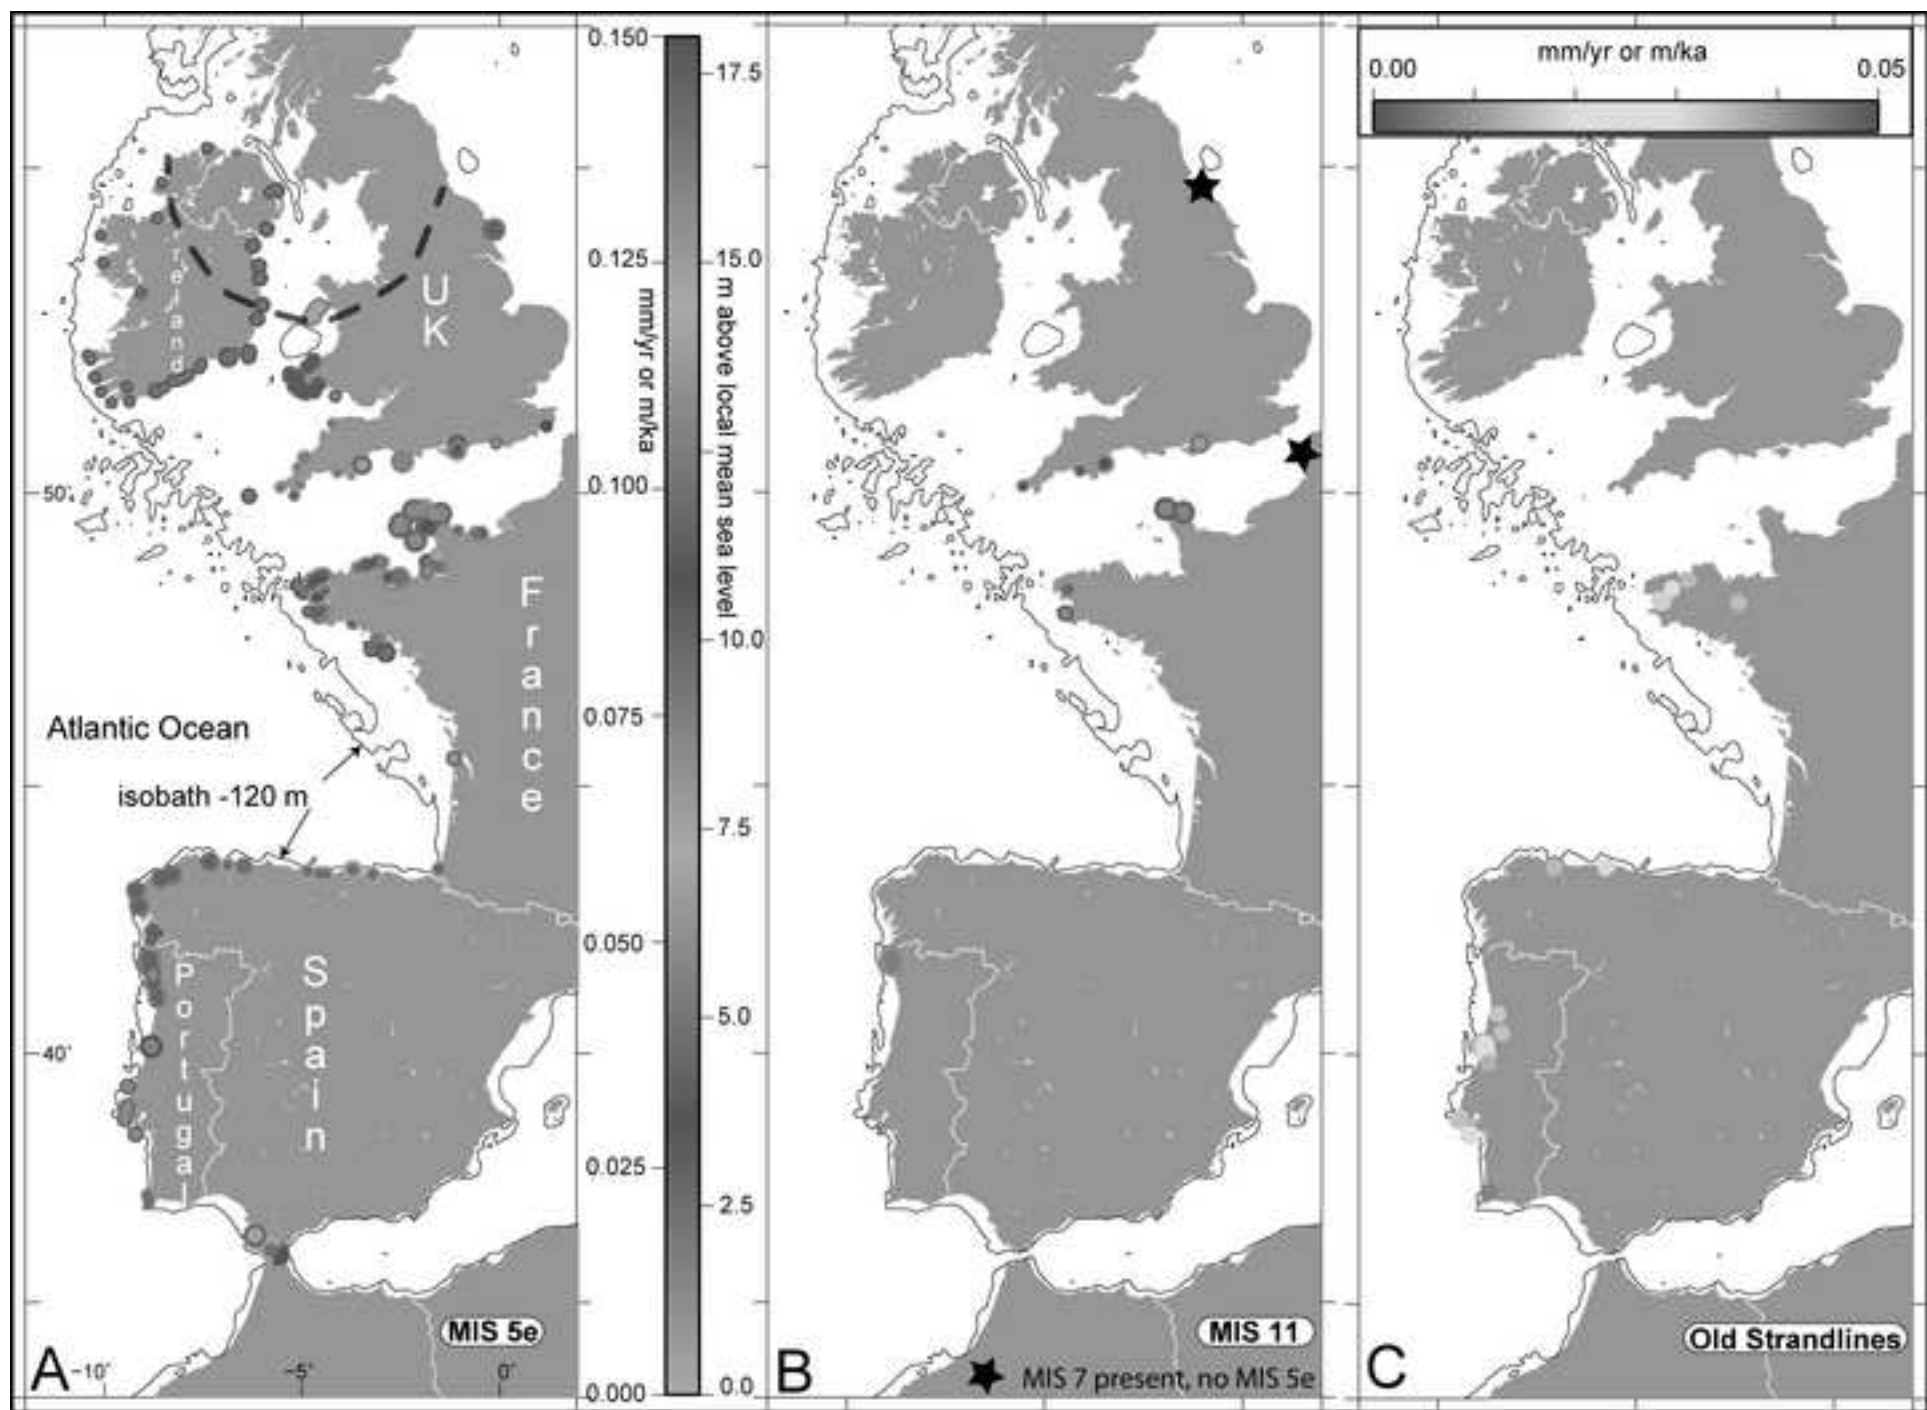 0.150
17.5
0.125
15.0
mm/yr or m/ka
m above local mean sea level
0.100
10.0
0.075
7.5
0.050
5.0
0.025
2.5
0.000
0.0
Ireland
UK
France
Spain
Portugal
50°
40°
Atlantic Ocean
isobath -120 m
MIS 5e
A
-10°
-5°
0°
MIS 11
B
MIS 7 present, no MIS 5e
mm/yr or m/ka
0.00
0.05
Old Strandlines
C